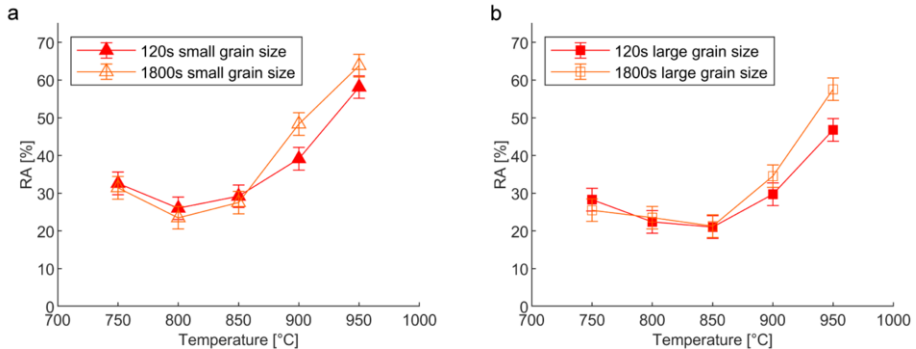 a
120s small grain size
1800s small grain size
RA [%]
70
60
50
40
30
20
10
0
700 750 800 850 900 950 1000
Temperature [°C]
b
120s large grain size
1800s large grain size
RA [%]
70
60
50
40
30
20
10
0
700 750 800 850 900 950 1000
Temperature [°C]